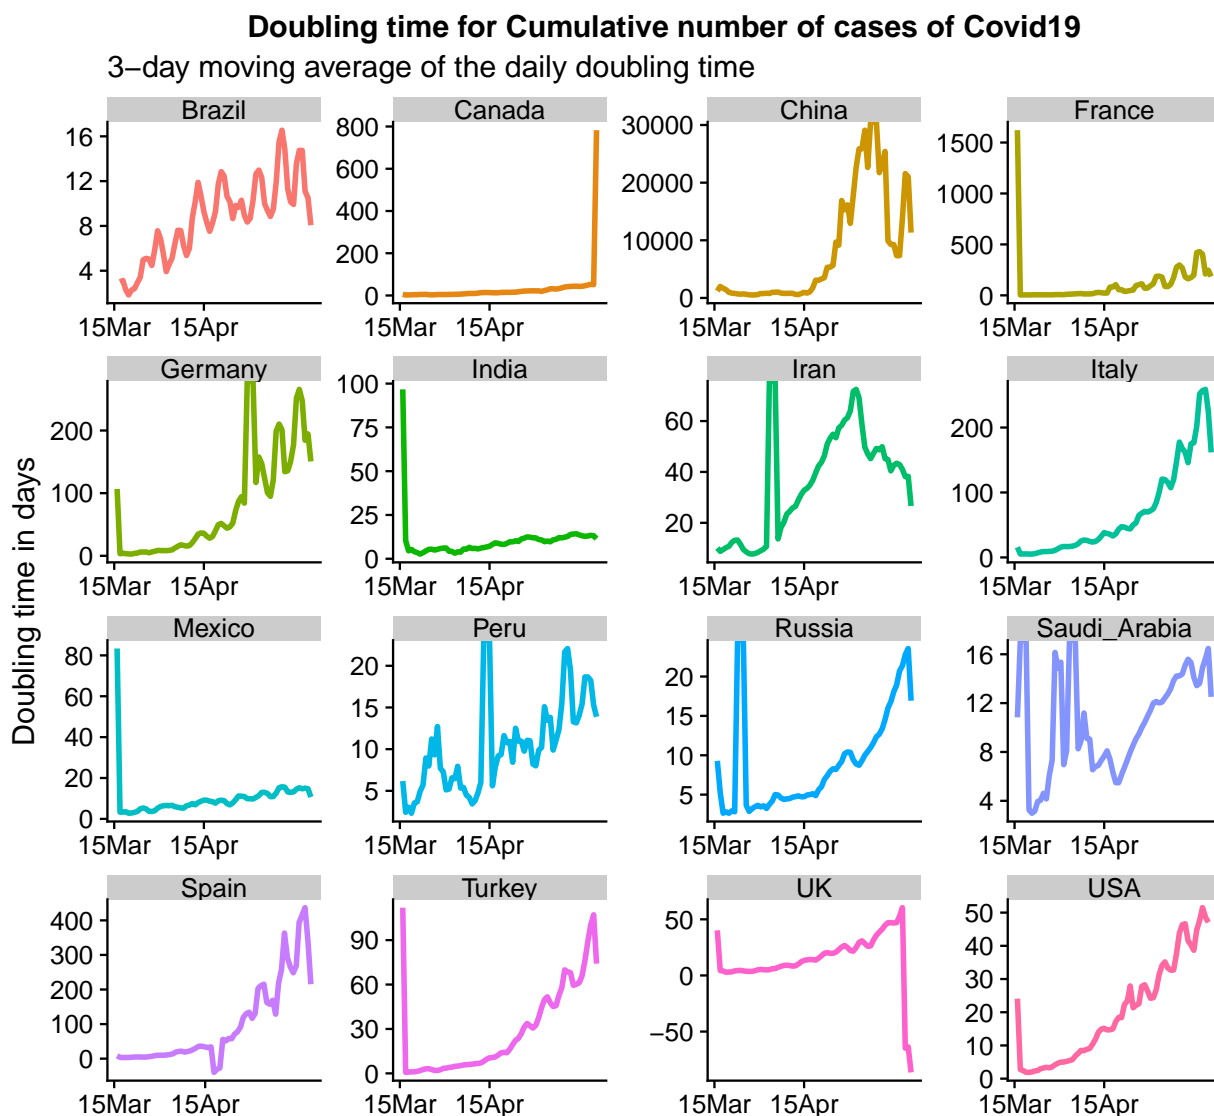 Doubling time for Cumulative number of cases of Covid19
3−day moving average of the daily doubling time
Doubling time in days
Brazil
16
12
8
4
15Mar 15Apr
Canada
800
600
400
200
0
15Mar 15Apr
China
30000
20000
10000
0
15Mar 15Apr
France
1500
1000
500
0
15Mar 15Apr
Germany
200
100
0
15Mar 15Apr
India
100
75
50
25
0
15Mar 15Apr
Iran
60
40
20
15Mar 15Apr
Italy
200
100
0
15Mar 15Apr
Mexico
80
60
40
20
0
15Mar 15Apr
Peru
20
15
10
5
15Mar 15Apr
Russia
20
15
10
5
15Mar 15Apr
Saudi_Arabia
16
12
8
4
15Mar 15Apr
Spain
400
300
200
100
0
15Mar 15Apr
Turkey
90
60
30
0
15Mar 15Apr
UK
50
0
−50
15Mar 15Apr
USA
50
40
30
20
10
0
15Mar 15Apr